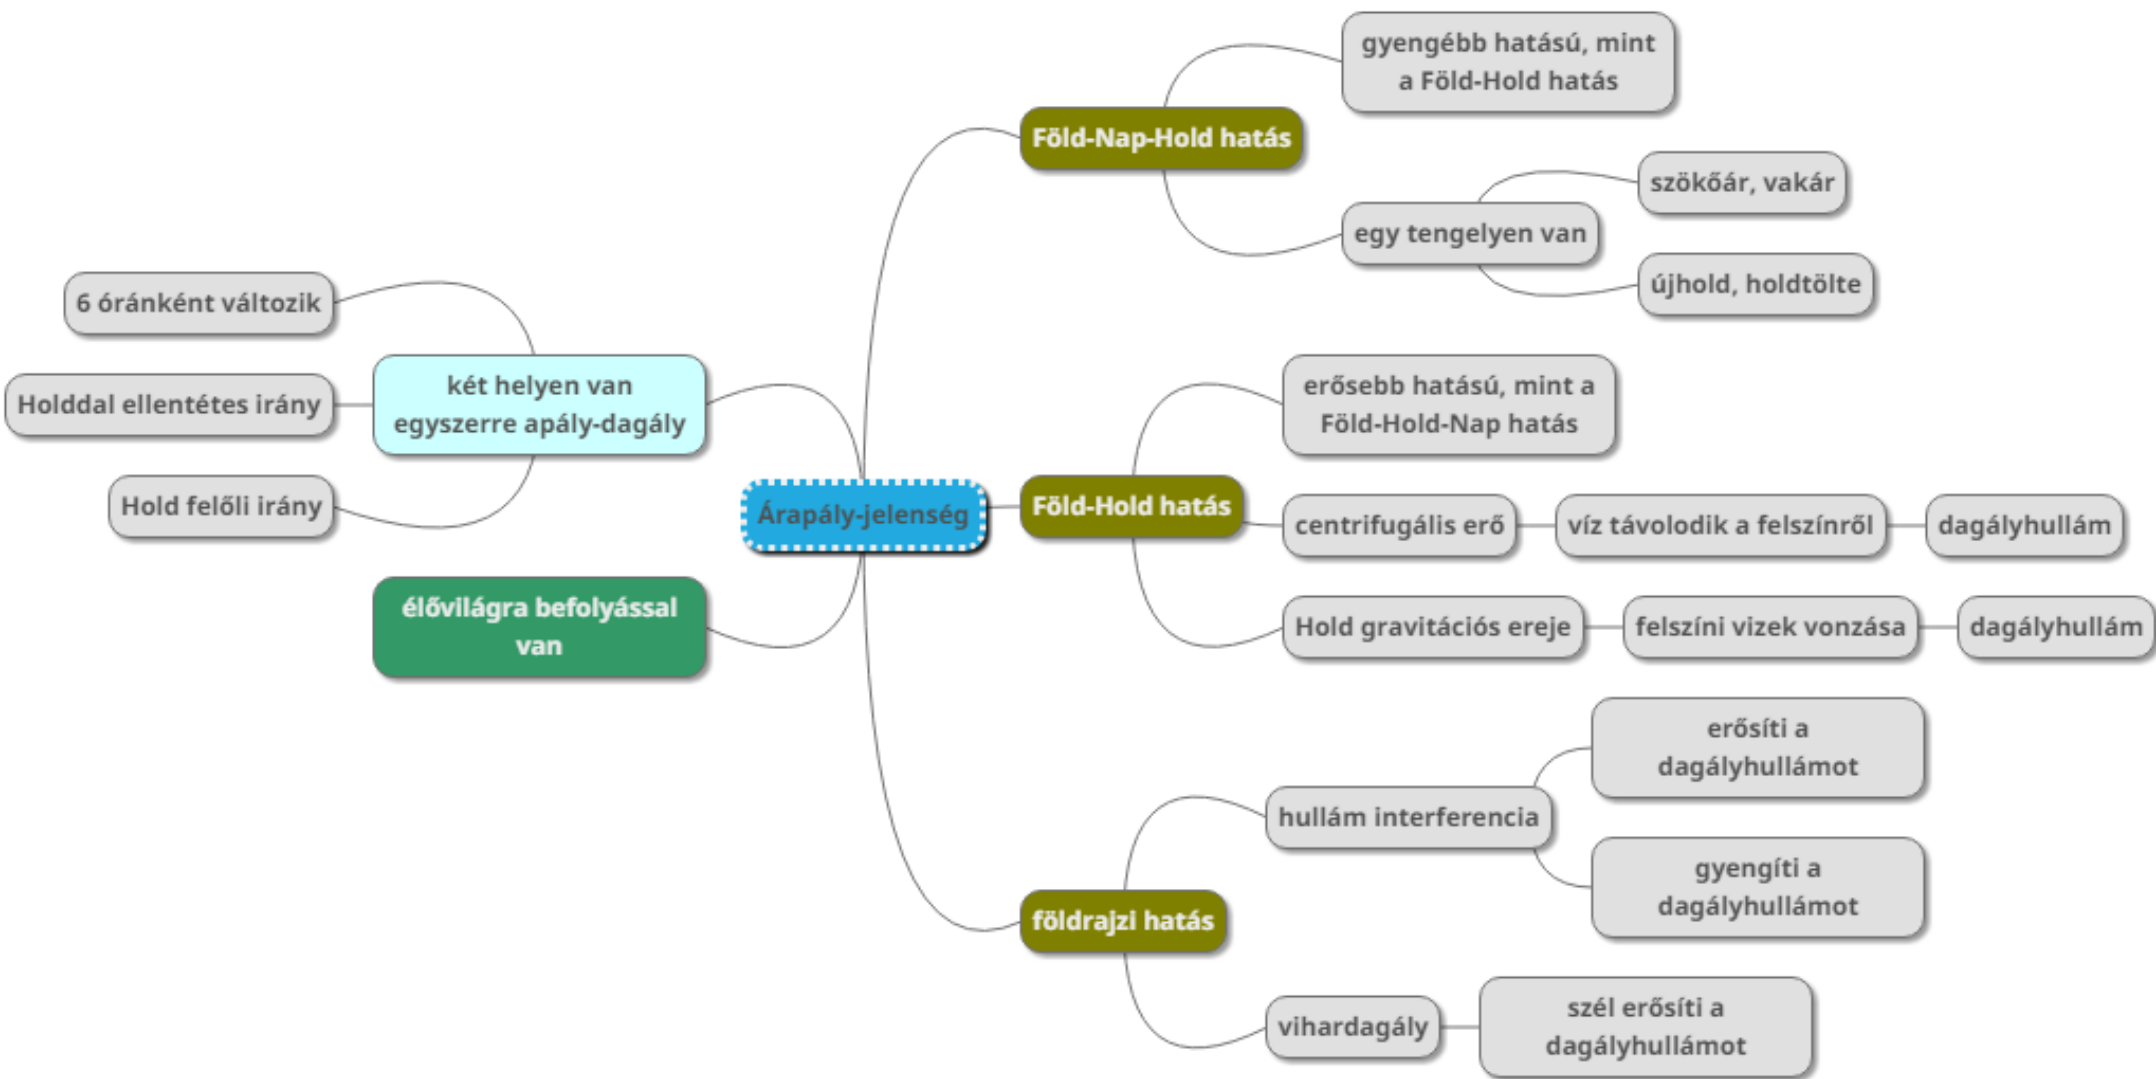 gyengébb hatású, mint
a Föld-Hold hatás
Föld-Nap-Hold hatás
szökőár, vakár
egy tengelyen van
újhold, holdtölte
6 óránként változik
Holddal ellentétes irány
két helyen van
egyszerre apály-dagály
Hold felőli irány
Árapály-jelenség
élővilágra befolyással
van
erősebb hatású, mint a
Föld-Hold-Nap hatás
Föld-Hold hatás
centrifugális erő
víz távolodik a felszínről
dagályhullám
Hold gravitációs ereje
felszíni vizek vonzása
dagályhullám
erősíti a
dagályhullámot
hullám interferencia
gyengíti a
dagályhullámot
földrajzi hatás
vihardagály
szél erősíti a
dagályhullámot